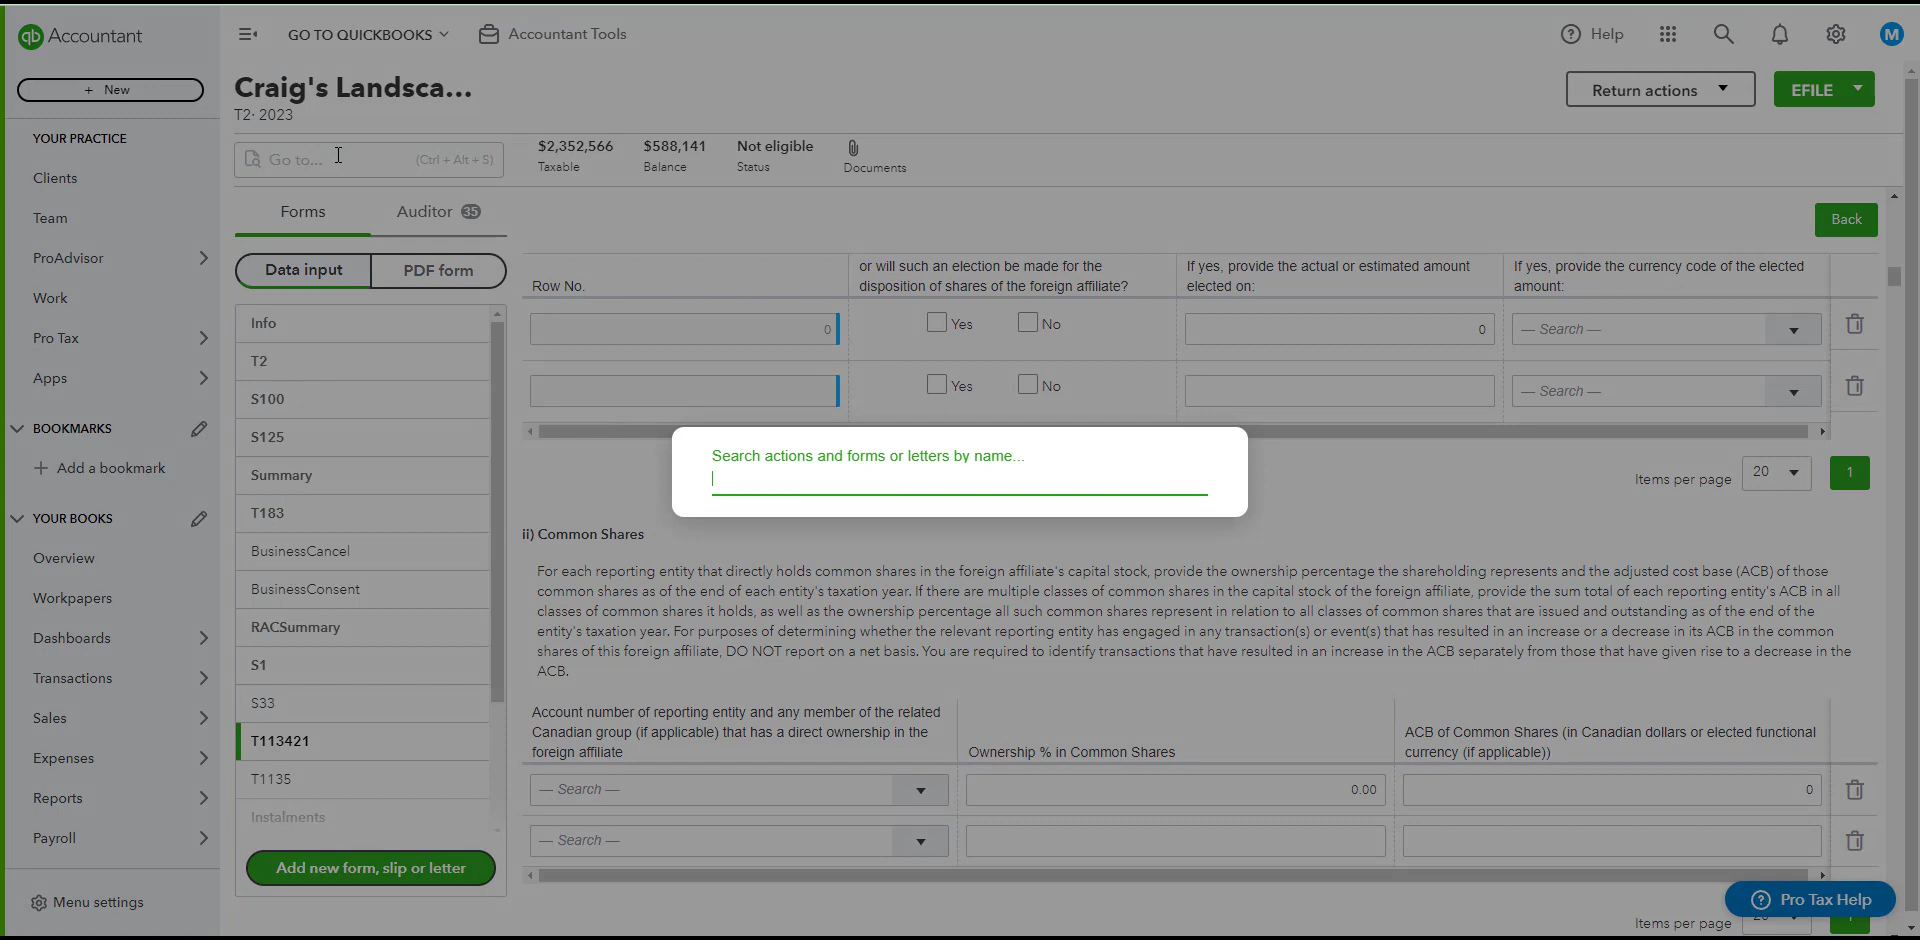 qb Accountant
GO TO QUICKBOOKS
Accountant Tools
Help
M
+ New
Craig's Landsca...
T2· 2023
Return actions
EFILE
YOUR PRACTICE
Clients
Team
ProAdvisor
Work
Pro Tax
Apps
BOOKMARKS
+ Add a bookmark
YOUR BOOKS
Overview
Workpapers
Dashboards
Transactions
Sales
Expenses
Reports
Payroll
Menu settings
Go to...
(Ctrl + Alt + S)
$2,352,566
Taxable
$588,141
Balance
Not eligible
Status
Documents
Forms
Auditor 35
Data input
PDF form
Info
T2
S100
S125
Summary
T183
BusinessCancel
BusinessConsent
RACSummary
S1
S33
T113421
T1135
Instalments
Add new form, slip or letter
Back
Row No.
or will such an election be made for the
disposition of shares of the foreign affiliate?
If yes, provide the actual or estimated amount
elected on:
If yes, provide the currency code of the elected
amount:
0
Yes
No
0
— Search —
Yes
No
— Search —
Search actions and forms or letters by name...
Items per page
20
1
ii) Common Shares
For each reporting entity that directly holds common shares in the foreign affiliate's capital stock, provide the ownership percentage the shareholding represents and the adjusted cost base (ACB) of those
common shares as of the end of each entity's taxation year. If there are multiple classes of common shares in the capital stock of the foreign affiliate, provide the sum total of each reporting entity's ACB in all
classes of common shares it holds, as well as the ownership percentage all such common shares represent in relation to all classes of common shares that are issued and outstanding as of the end of the
entity's taxation year. For purposes of determining whether the relevant reporting entity has engaged in any transaction(s) or event(s) that has resulted in an increase or a decrease in its ACB in the common
shares of this foreign affiliate, DO NOT report on a net basis. You are required to identify transactions that have resulted in an increase in the ACB separately from those that have given rise to a decrease in the
ACB.
Account number of reporting entity and any member of the related
Canadian group (if applicable) that has a direct ownership in the
foreign affiliate
Ownership % in Common Shares
ACB of Common Shares (in Canadian dollars or elected functional
currency (if applicable))
— Search —
0.00
0
— Search —
Pro Tax Help
Items per page
20
1